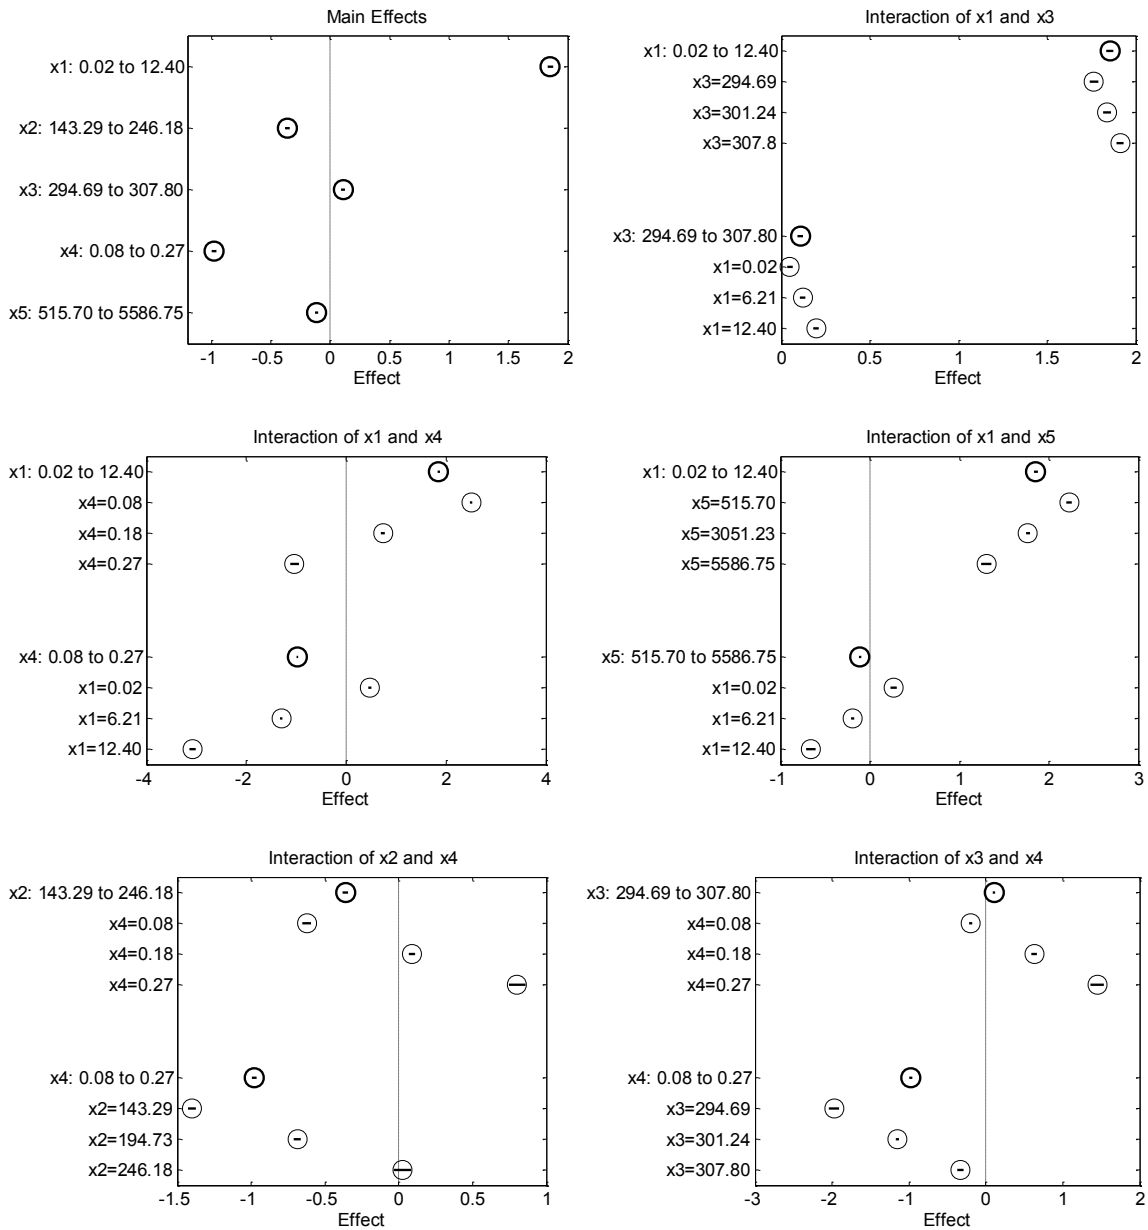 Main Effects
x1: 0.02 to 12.40
x2: 143.29 to 246.18
x3: 294.69 to 307.80
x4: 0.08 to 0.27
x5: 515.70 to 5586.75
-1 -0.5 0 0.5 1 1.5 2
Effect
Interaction of x1 and x3
x1: 0.02 to 12.40
x3=294.69
x3=301.24
x3=307.8
x3: 294.69 to 307.80
x1=0.02
x1=6.21
x1=12.40
0 0.5 1 1.5 2
Effect
Interaction of x1 and x4
x1: 0.02 to 12.40
x4=0.08
x4=0.18
x4=0.27
x4: 0.08 to 0.27
x1=0.02
x1=6.21
x1=12.40
-4 -2 0 2 4
Effect
Interaction of x1 and x5
x1: 0.02 to 12.40
x5=515.70
x5=3051.23
x5=5586.75
x5: 515.70 to 5586.75
x1=0.02
x1=6.21
x1=12.40
-1 0 1 2 3
Effect
Interaction of x2 and x4
x2: 143.29 to 246.18
x4=0.08
x4=0.18
x4=0.27
x4: 0.08 to 0.27
x2=143.29
x2=194.73
x2=246.18
-1.5 -1 -0.5 0 0.5 1
Effect
Interaction of x3 and x4
x3: 294.69 to 307.80
x4=0.08
x4=0.18
x4=0.27
x4: 0.08 to 0.27
x3=294.69
x3=301.24
x3=307.80
-3 -2 -1 0 1 2
Effect